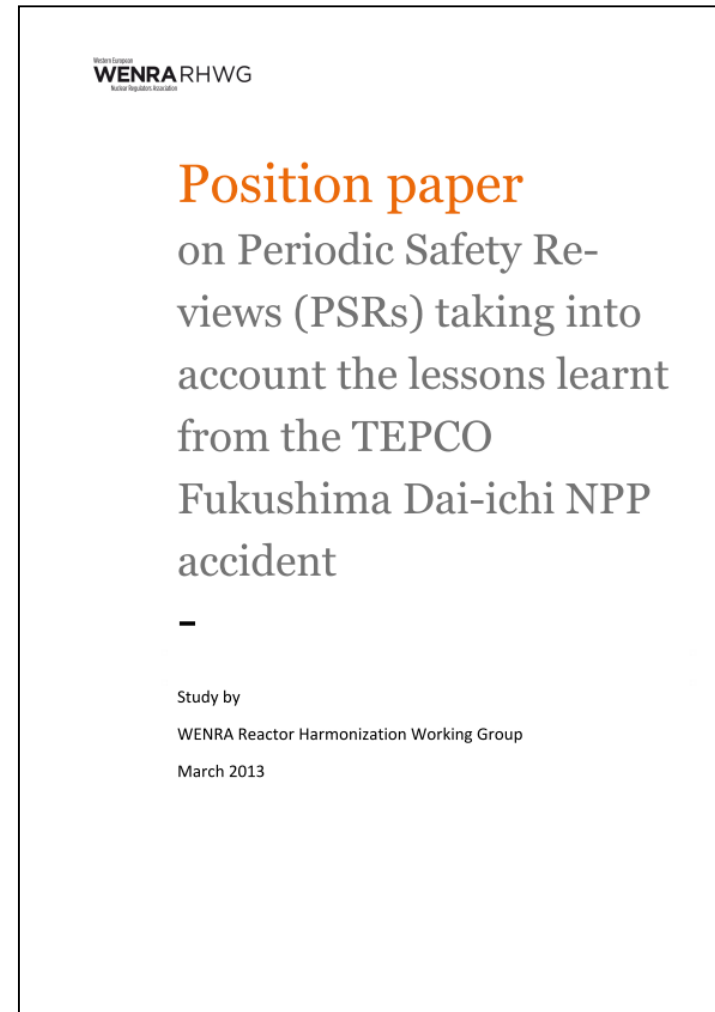 Western European
WENRA RHWG
Nuclear Regulators Association
Position paper
on Periodic Safety Re-
views (PSRs) taking into
account the lessons learnt
from the TEPCO
Fukushima Dai-ichi NPP
accident
–
Study by
WENRA Reactor Harmonization Working Group
March 2013